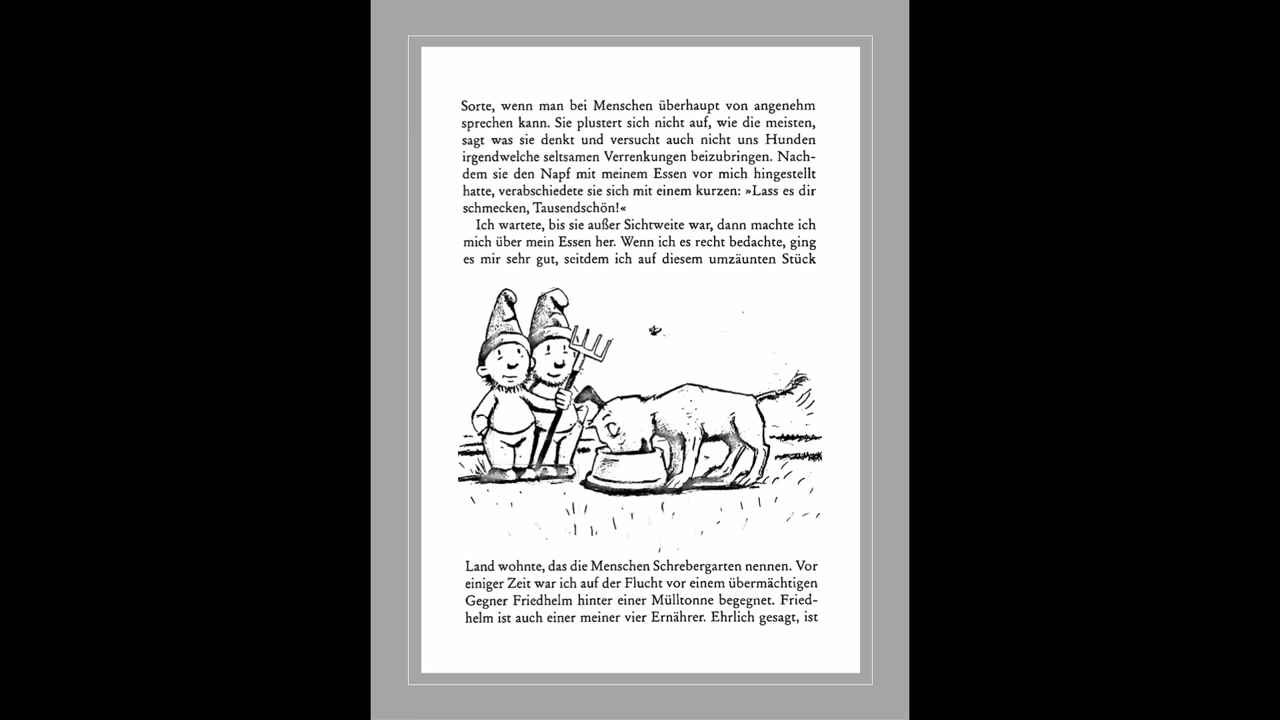 Sorte, wenn man bei Menschen überhaupt von angenehm
sprechen kann. Sie plustert sich nicht auf, wie die meisten,
sagt was sie denkt und versucht auch nicht uns Hunden
irgendwelche seltsamen Verrenkungen beizubringen. Nach-
dem sie den Napf mit meinem Essen vor mich hingestellt
hatte, verabschiedete sie sich mit einem kurzen: »Lass es dir
schmecken, Tausendschön!«
Ich wartete, bis sie außer Sichtweite war, dann machte ich
mich über mein Essen her. Wenn ich es recht bedachte, ging
es mir sehr gut, seitdem ich auf diesem umzäunten Stück
Land wohnte, das die Menschen Schrebergarten nennen. Vor
einiger Zeit war ich auf der Flucht vor einem übermächtigen
Gegner Friedhelm hinter einer Mülltonne begegnet. Fried-
helm ist auch einer meiner vier Ernährer. Ehrlich gesagt, ist